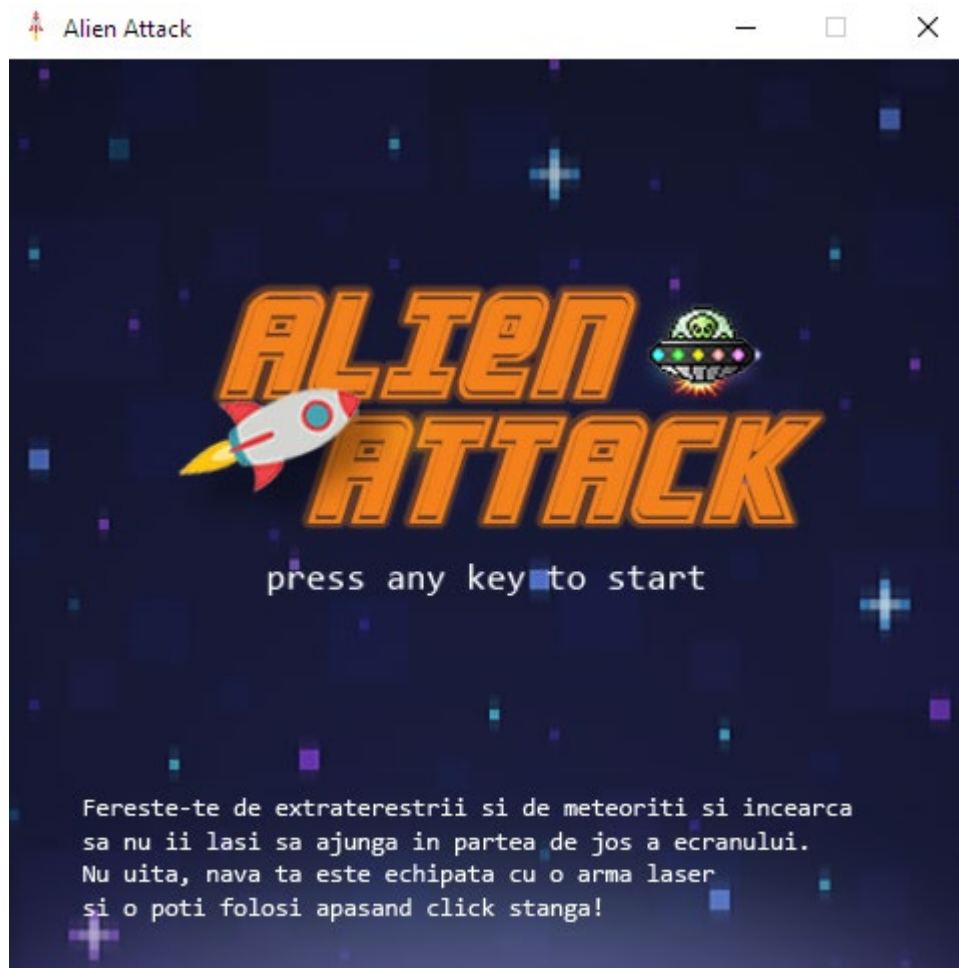 Alien Attack
ALIEN
ATTACK
press any key to start
Fereste-te de extraterestrii si de meteoriti si incearca
sa nu ii lasi sa ajunga in partea de jos a ecranului.
Nu uita, nava ta este echipata cu o arma laser
si o poti folosi apasand click stanga!